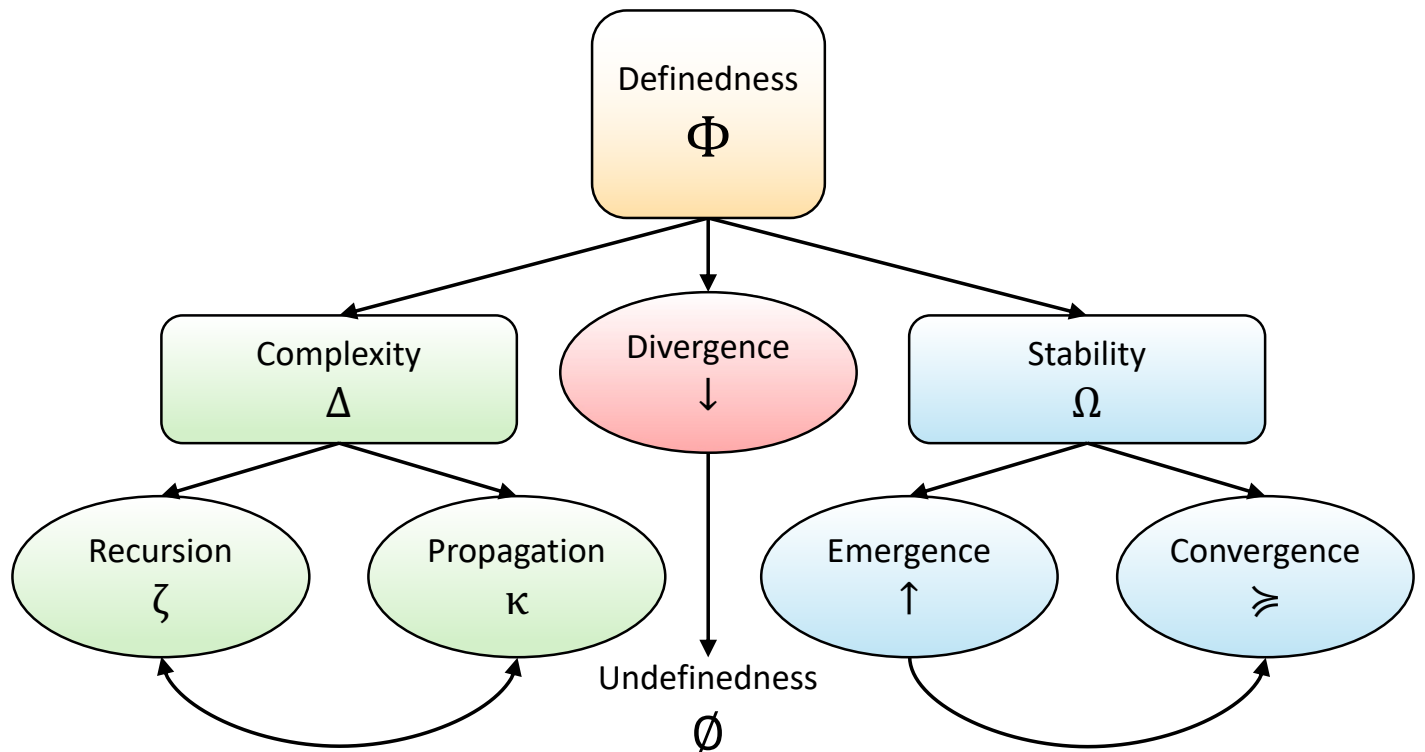 Definedness
Φ
Complexity
Δ
Divergence
↓
Stability
Ω
Recursion
ζ
Propagation
κ
Emergence
↑
Convergence
≽
Undefinedness
∅